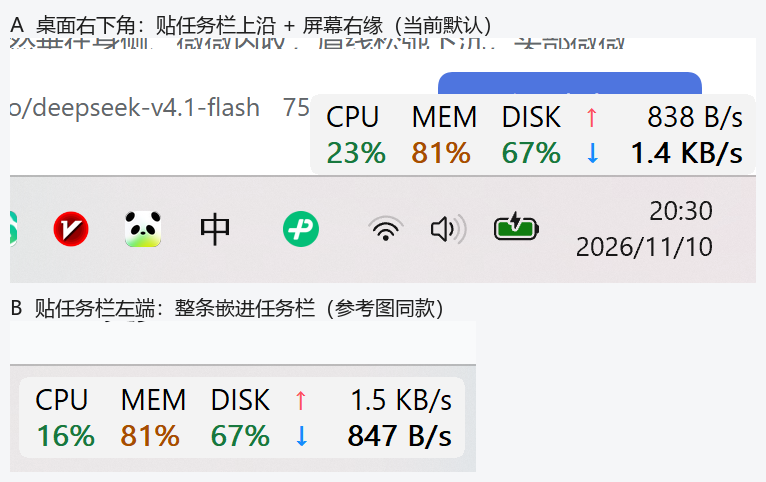 A 桌面右下角：贴任务栏上沿 + 屏幕右缘（当前默认）
o/deepseek-v4.1-flash 75
CPU MEM DISK ↑ 838 B/s
23% 81% 67% ↓ 1.4 KB/s
中
20:30
2026/11/10
B 贴任务栏左端：整条嵌进任务栏（参考图同款）
CPU MEM DISK ↑ 1.5 KB/s
16% 81% 67% ↓ 847 B/s